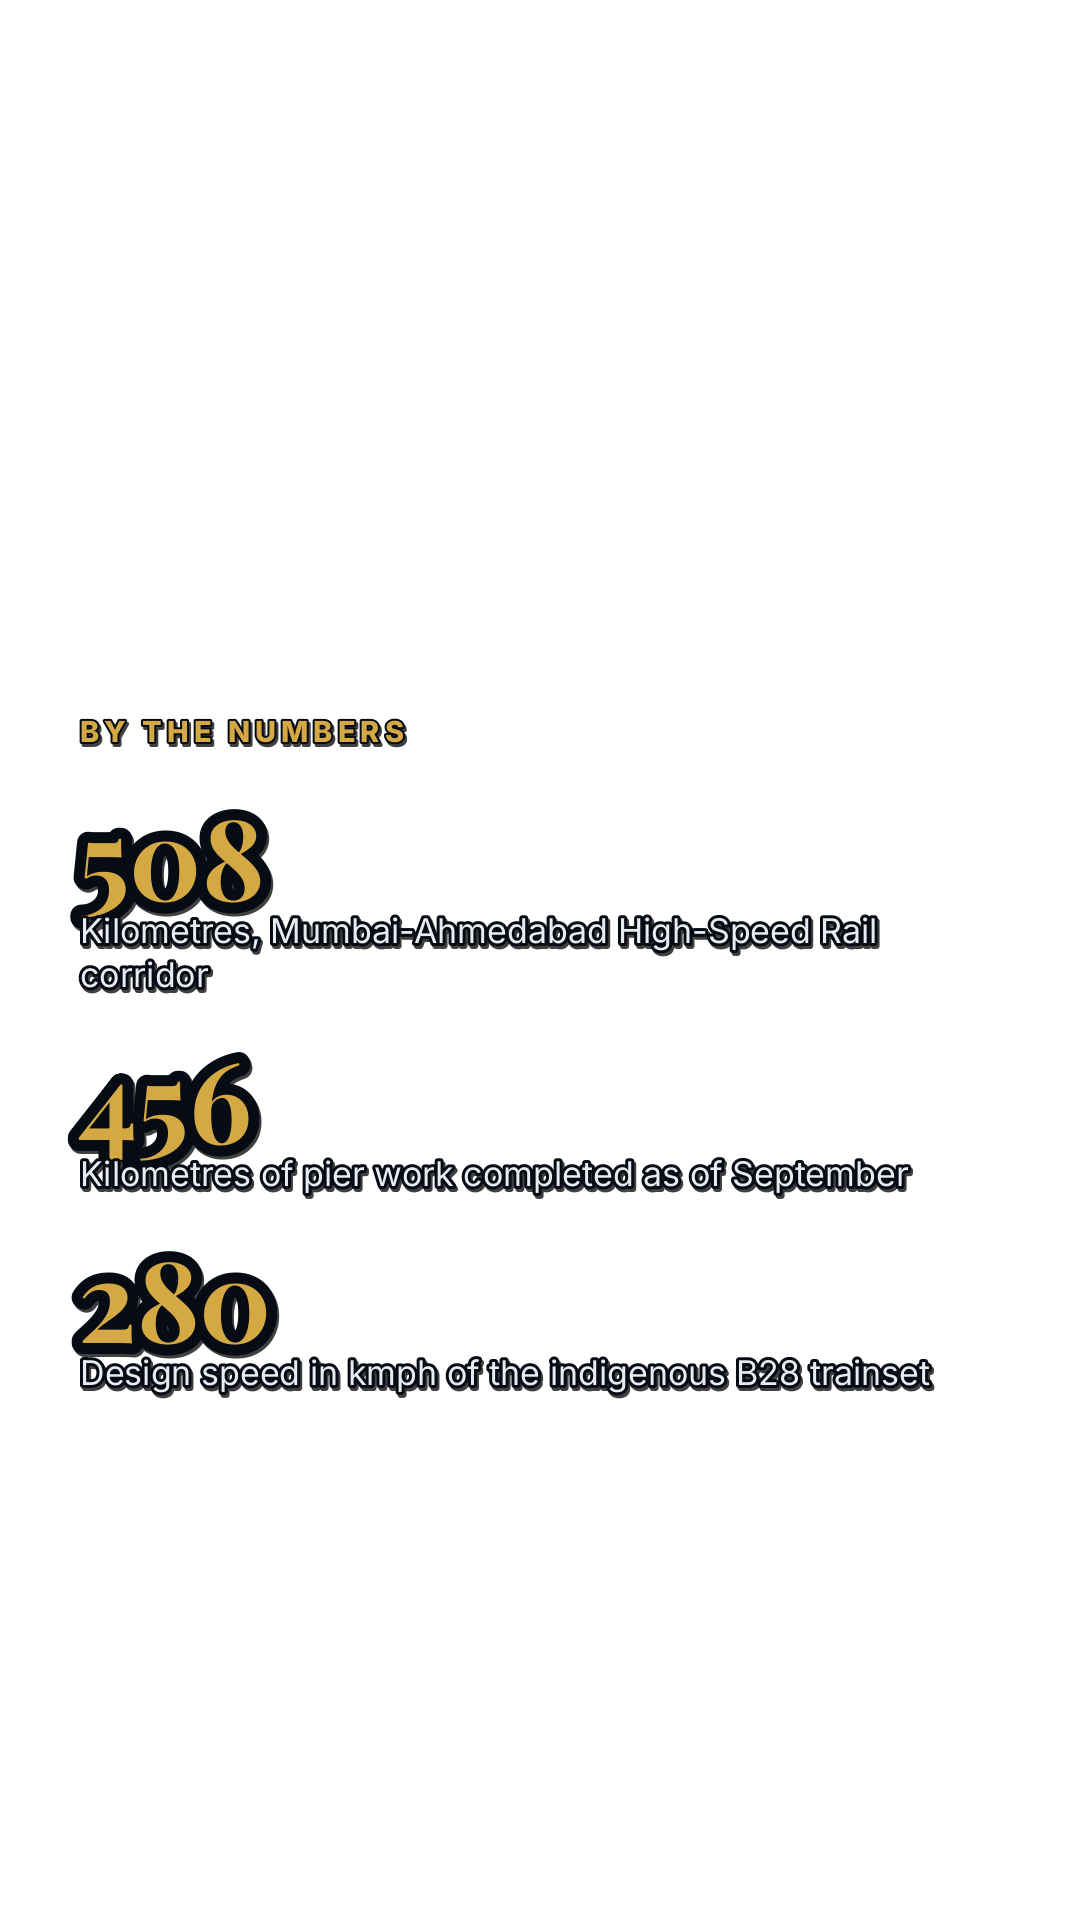 BY THE NUMBERS
508
Kilometres, Mumbai-Ahmedabad High-Speed Rail
corridor
456
Kilometres of pier work completed as of September
280
Design speed in kmph of the indigenous B28 trainset